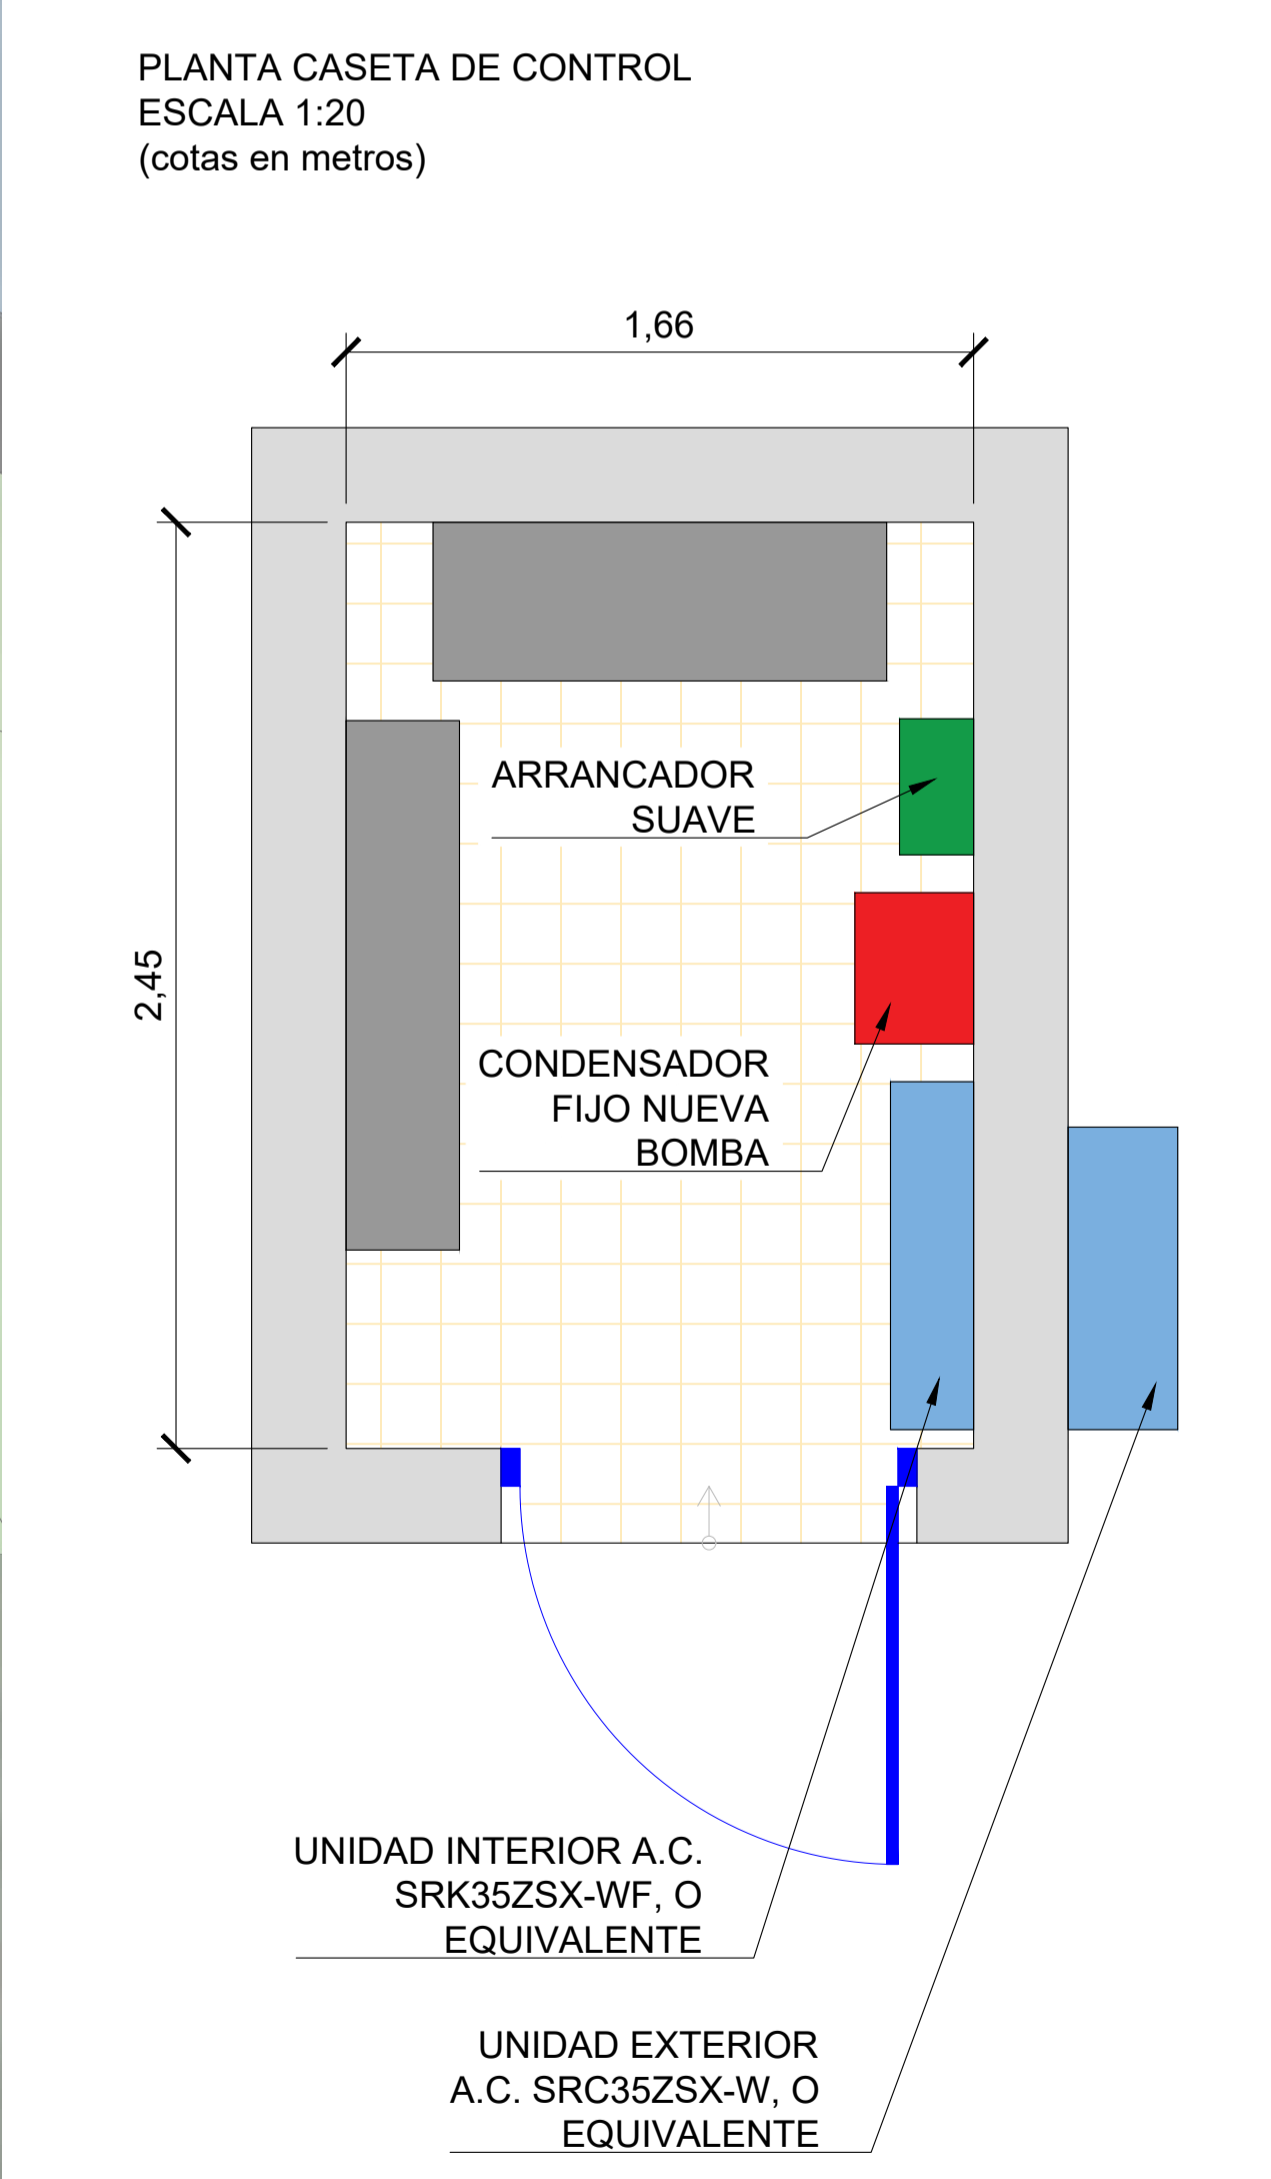 PLANTA CASETA DE CONTROL
ESCALA 1:20
(cotas en metros)
1,66
ARRANCADOR
SUAVE
2,45
CONDENSADOR
FIJO NUEVA
BOMBA
UNIDAD INTERIOR A.C.
SRK35ZSX-WF, O
EQUIVALENTE
UNIDAD EXTERIOR
A.C. SRC35ZSX-W, O
EQUIVALENTE